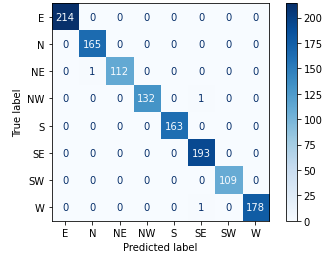 E 214 0 0 0 0 0 0 0
N 0 165 0 0 0 0 0 0
NE 0 1 112 0 0 0 0 0
NW 0 0 0 132 0 1 0 0
S 0 0 0 0 163 0 0 0
SE 0 0 0 0 0 193 0 0
SW 0 0 0 0 0 0 109 0
W 0 0 0 0 0 1 0 178
E N NE NW S SE SW W
Predicted label
True label
200
175
150
125
100
75
50
25
0